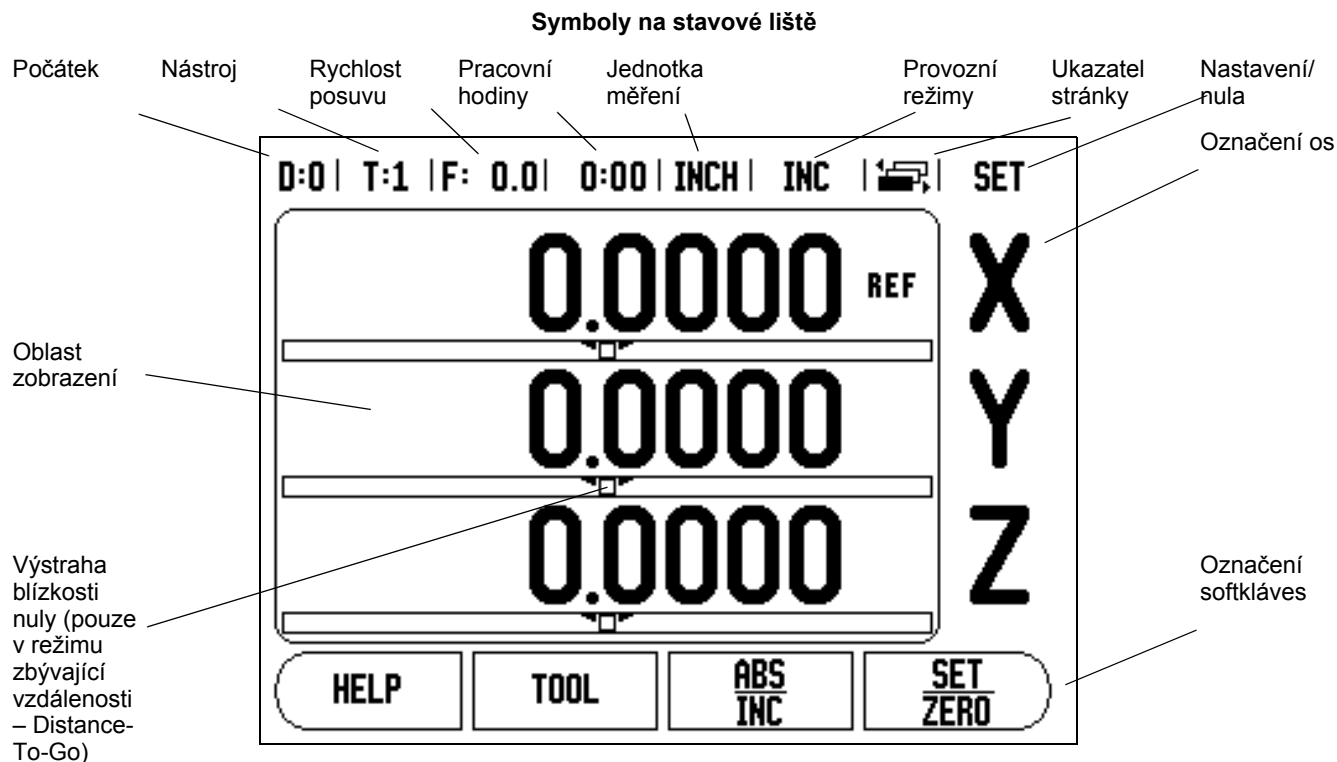 Symboly na stavové liště
Počátek
Nástroj
Rychlost
posuvu
Pracovní
hodiny
Jednotka
měření
Provozní
režimy
Ukazatel
stránky
Nastavení/
nula
Označení os
D:0 | T:1 | F: 0.0 | 0:00 | INCH | INC | | SET
0.0000 REF X
Oblast
zobrazení
0.0000 Y
0.0000 Z
Výstraha
blízkosti
nuly (pouze
v režimu
zbývající
vzdálenosti
– Distance-
To-Go)
Označení
softkláves
HELP
TOOL
ABS
INC
SET
ZERO